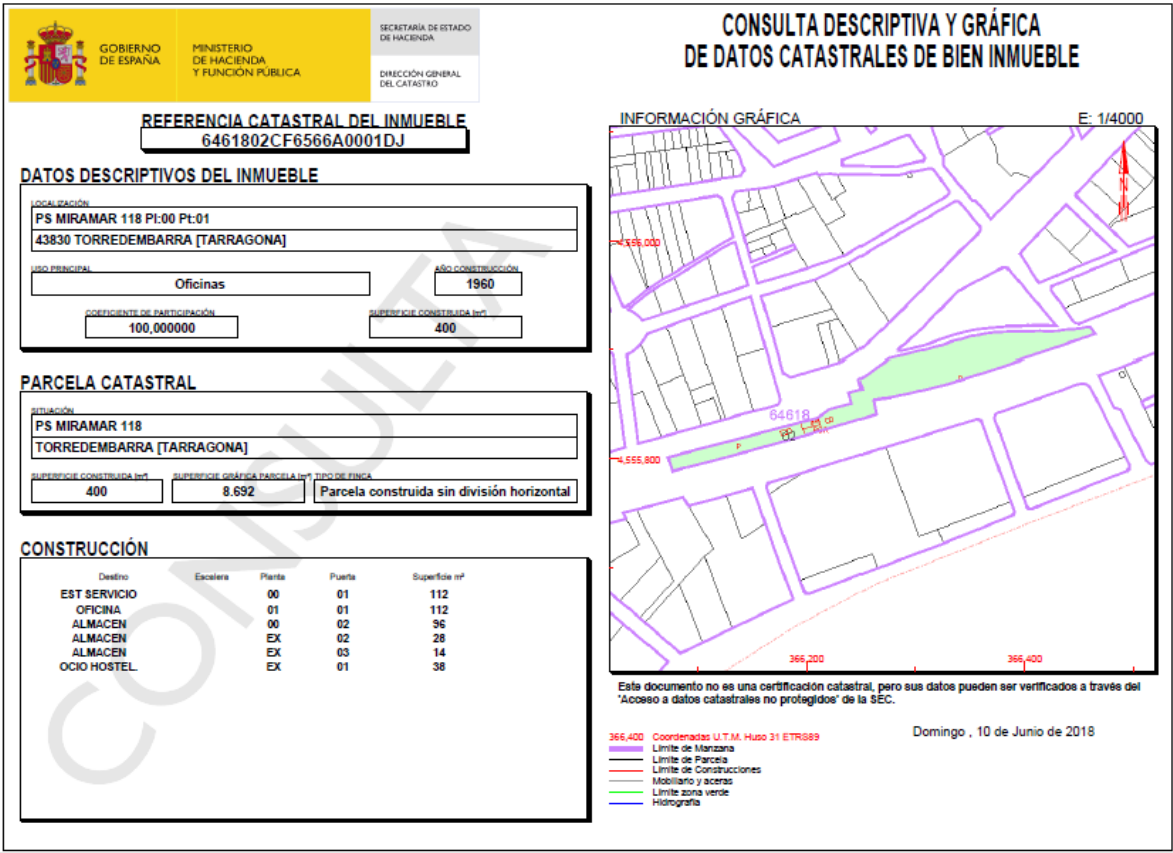 GOBIERNO
DE ESPAÑA
MINISTERIO
DE HACIENDA
Y FUNCIÓN PÚBLICA
SECRETARÍA DE ESTADO
DE HACIENDA
DIRECCIÓN GENERAL
DEL CATASTRO
CONSULTA DESCRIPTIVA Y GRÁFICA
DE DATOS CATASTRALES DE BIEN INMUEBLE
REFERENCIA CATASTRAL DEL INMUEBLE
6461802CF6566A0001DJ
DATOS DESCRIPTIVOS DEL INMUEBLE
LOCALIZACIÓN
PS MIRAMAR 118 Pl:00 Pt:01
43830 TORREDEMBARRA [TARRAGONA]
USO PRINCIPAL
Oficinas
AÑO CONSTRUCCIÓN
1960
COEFICIENTE DE PARTICIPACIÓN
100,000000
SUPERFICIE CONSTRUIDA [m²]
400
PARCELA CATASTRAL
SITUACIÓN
PS MIRAMAR 118
TORREDEMBARRA [TARRAGONA]
SUPERFICIE CONSTRUIDA [m²]
400
SUPERFICIE GRÁFICA PARCELA [m²]
8.692
TIPO DE FINCA
Parcela construida sin división horizontal
CONSTRUCCIÓN
Destino Escalera Planta Puerta Superficie m²
EST SERVICIO 00 01 112
OFICINA 01 01 112
ALMACEN 00 02 96
ALMACEN EX 02 28
ALMACEN EX 03 14
OCIO HOSTEL. EX 01 38
CONSULTA
INFORMACIÓN GRÁFICA E: 1/4000
N
4,556,000
64618
02
P
P
4,555,800
366,200
366,400
Este documento no es una certificación catastral, pero sus datos pueden ser verificados a través del
"Acceso a datos catastrales no protegidos" de la SEC.
366,400 Coordenadas U.T.M. Huso 31 ETRS89
Límite de Manzana
Límite de Parcela
Límite de Construcciones
Mobiliario y aceras
Límite zona verde
Hidrografía
Domingo , 10 de Junio de 2018